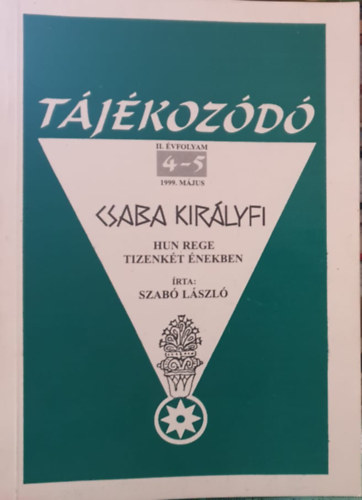 TÁJÉKOZÓDÓ
II. ÉVFOLYAM
4-5
1999. MÁJUS
CSABA KIRÁLYFI
HUN REGE
TIZENKÉT ÉNEKBEN
ÍRTA:
SZABÓ LÁSZLÓ